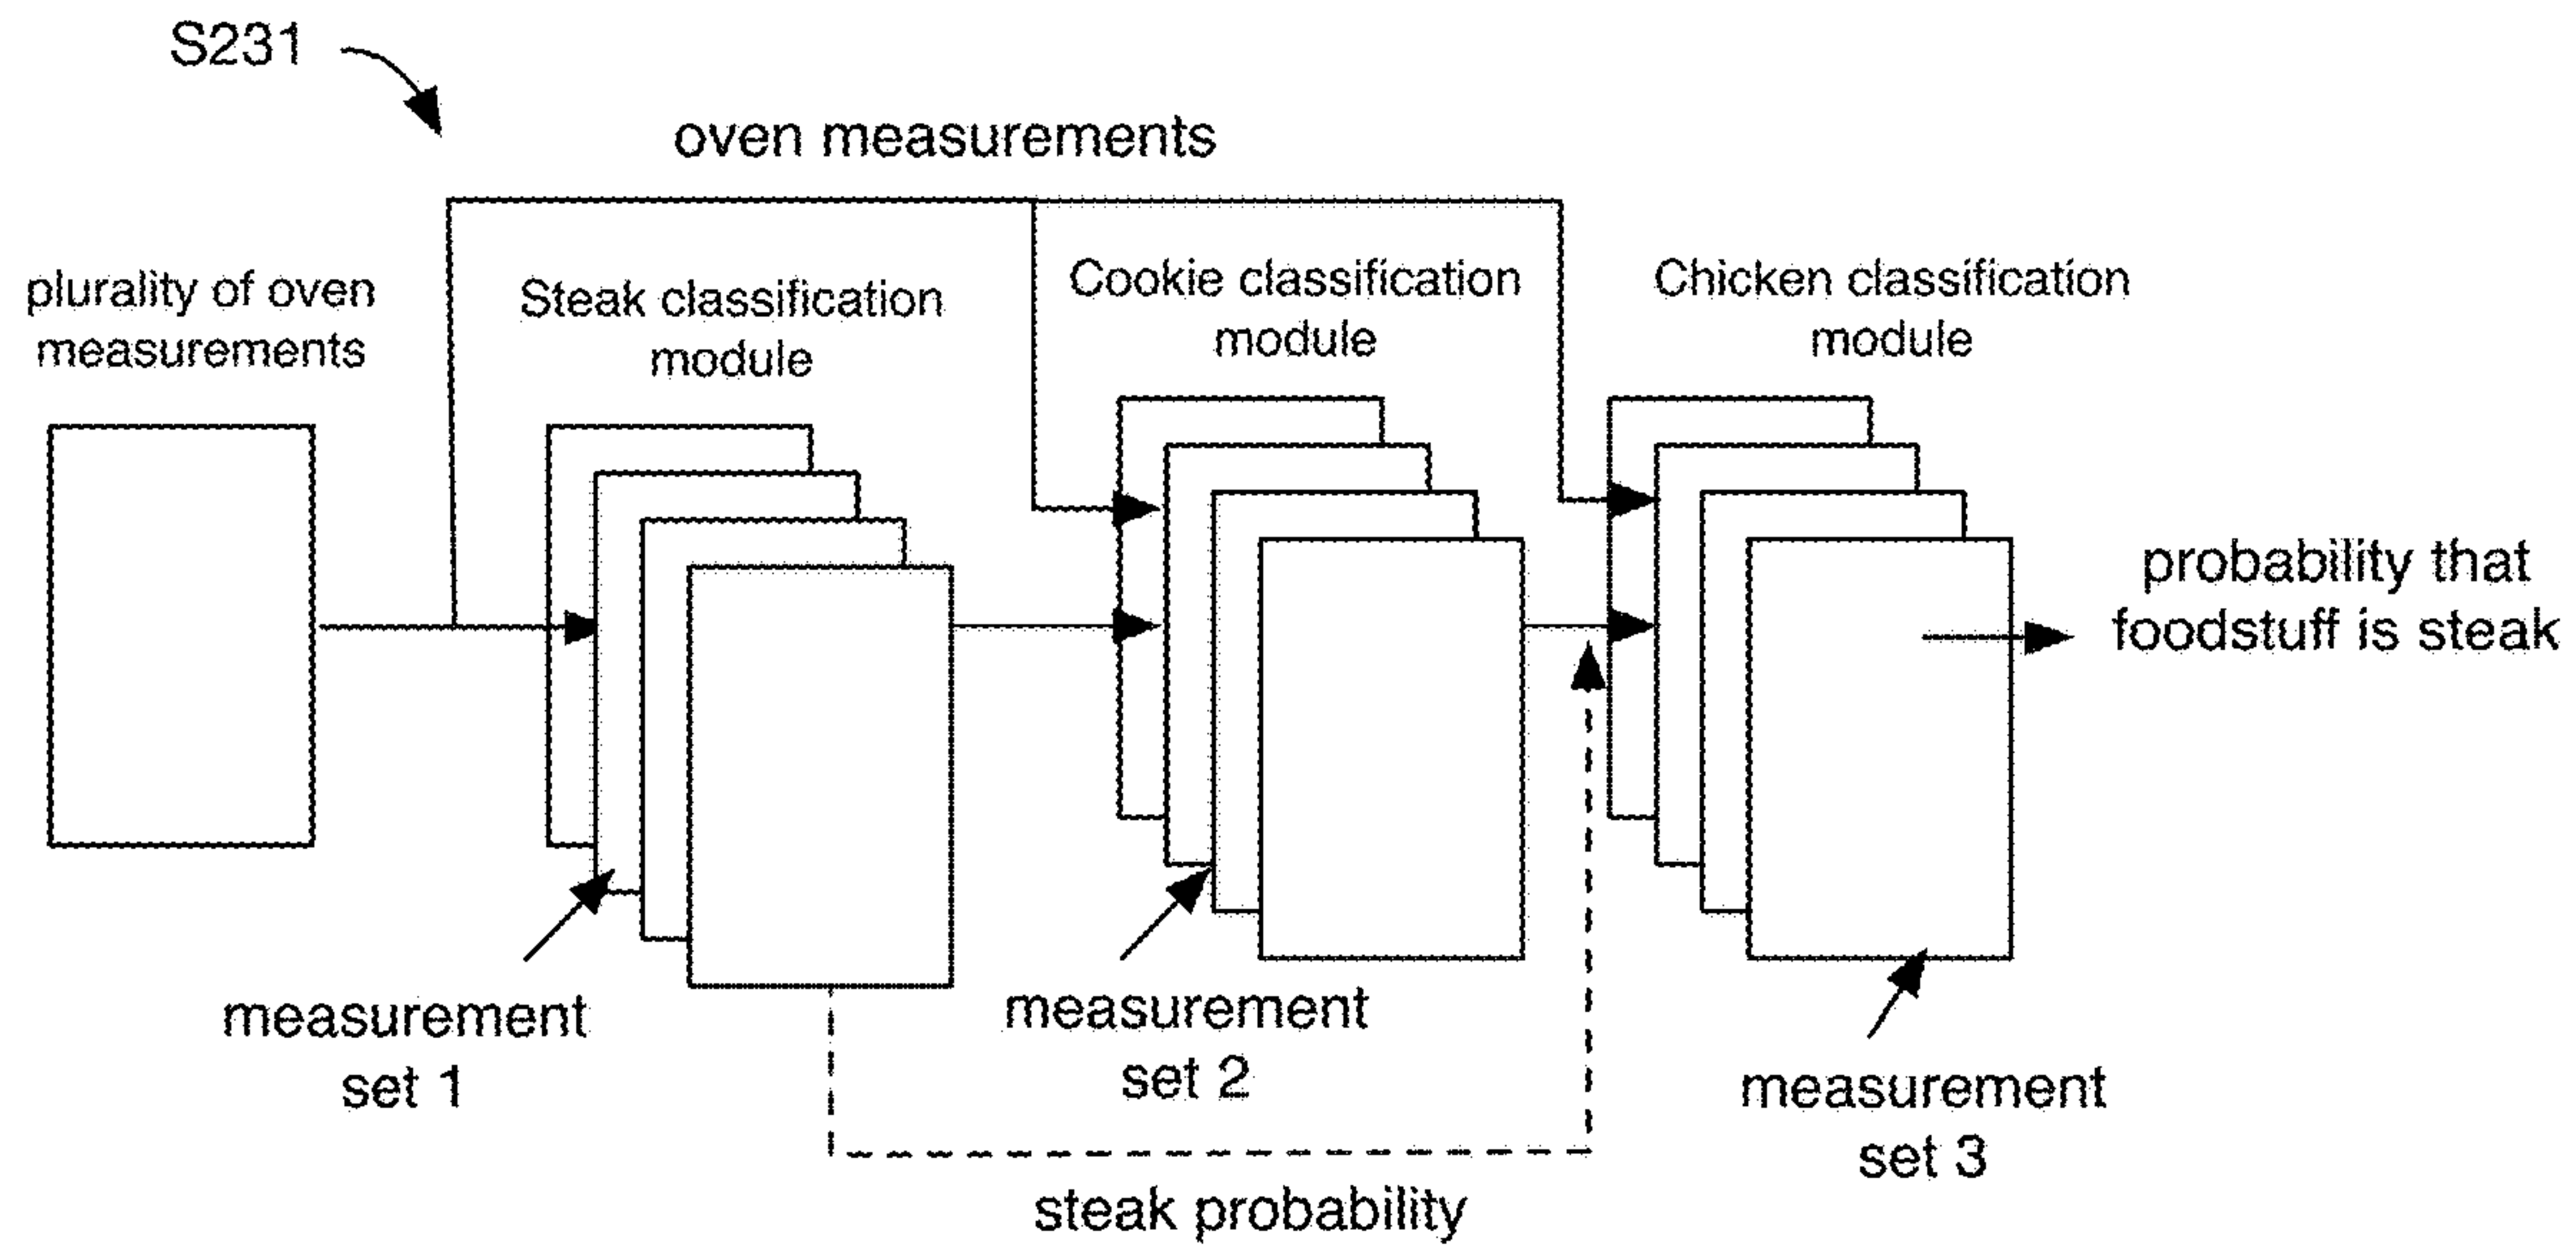 S231
oven measurements
plurality of oven
measurements
Steak classification
module
Cookie classification
module
Chicken classification
module
probability that
foodstuff is steak
measurement
set 1
measurement
set 2
measurement
set 3
steak probability